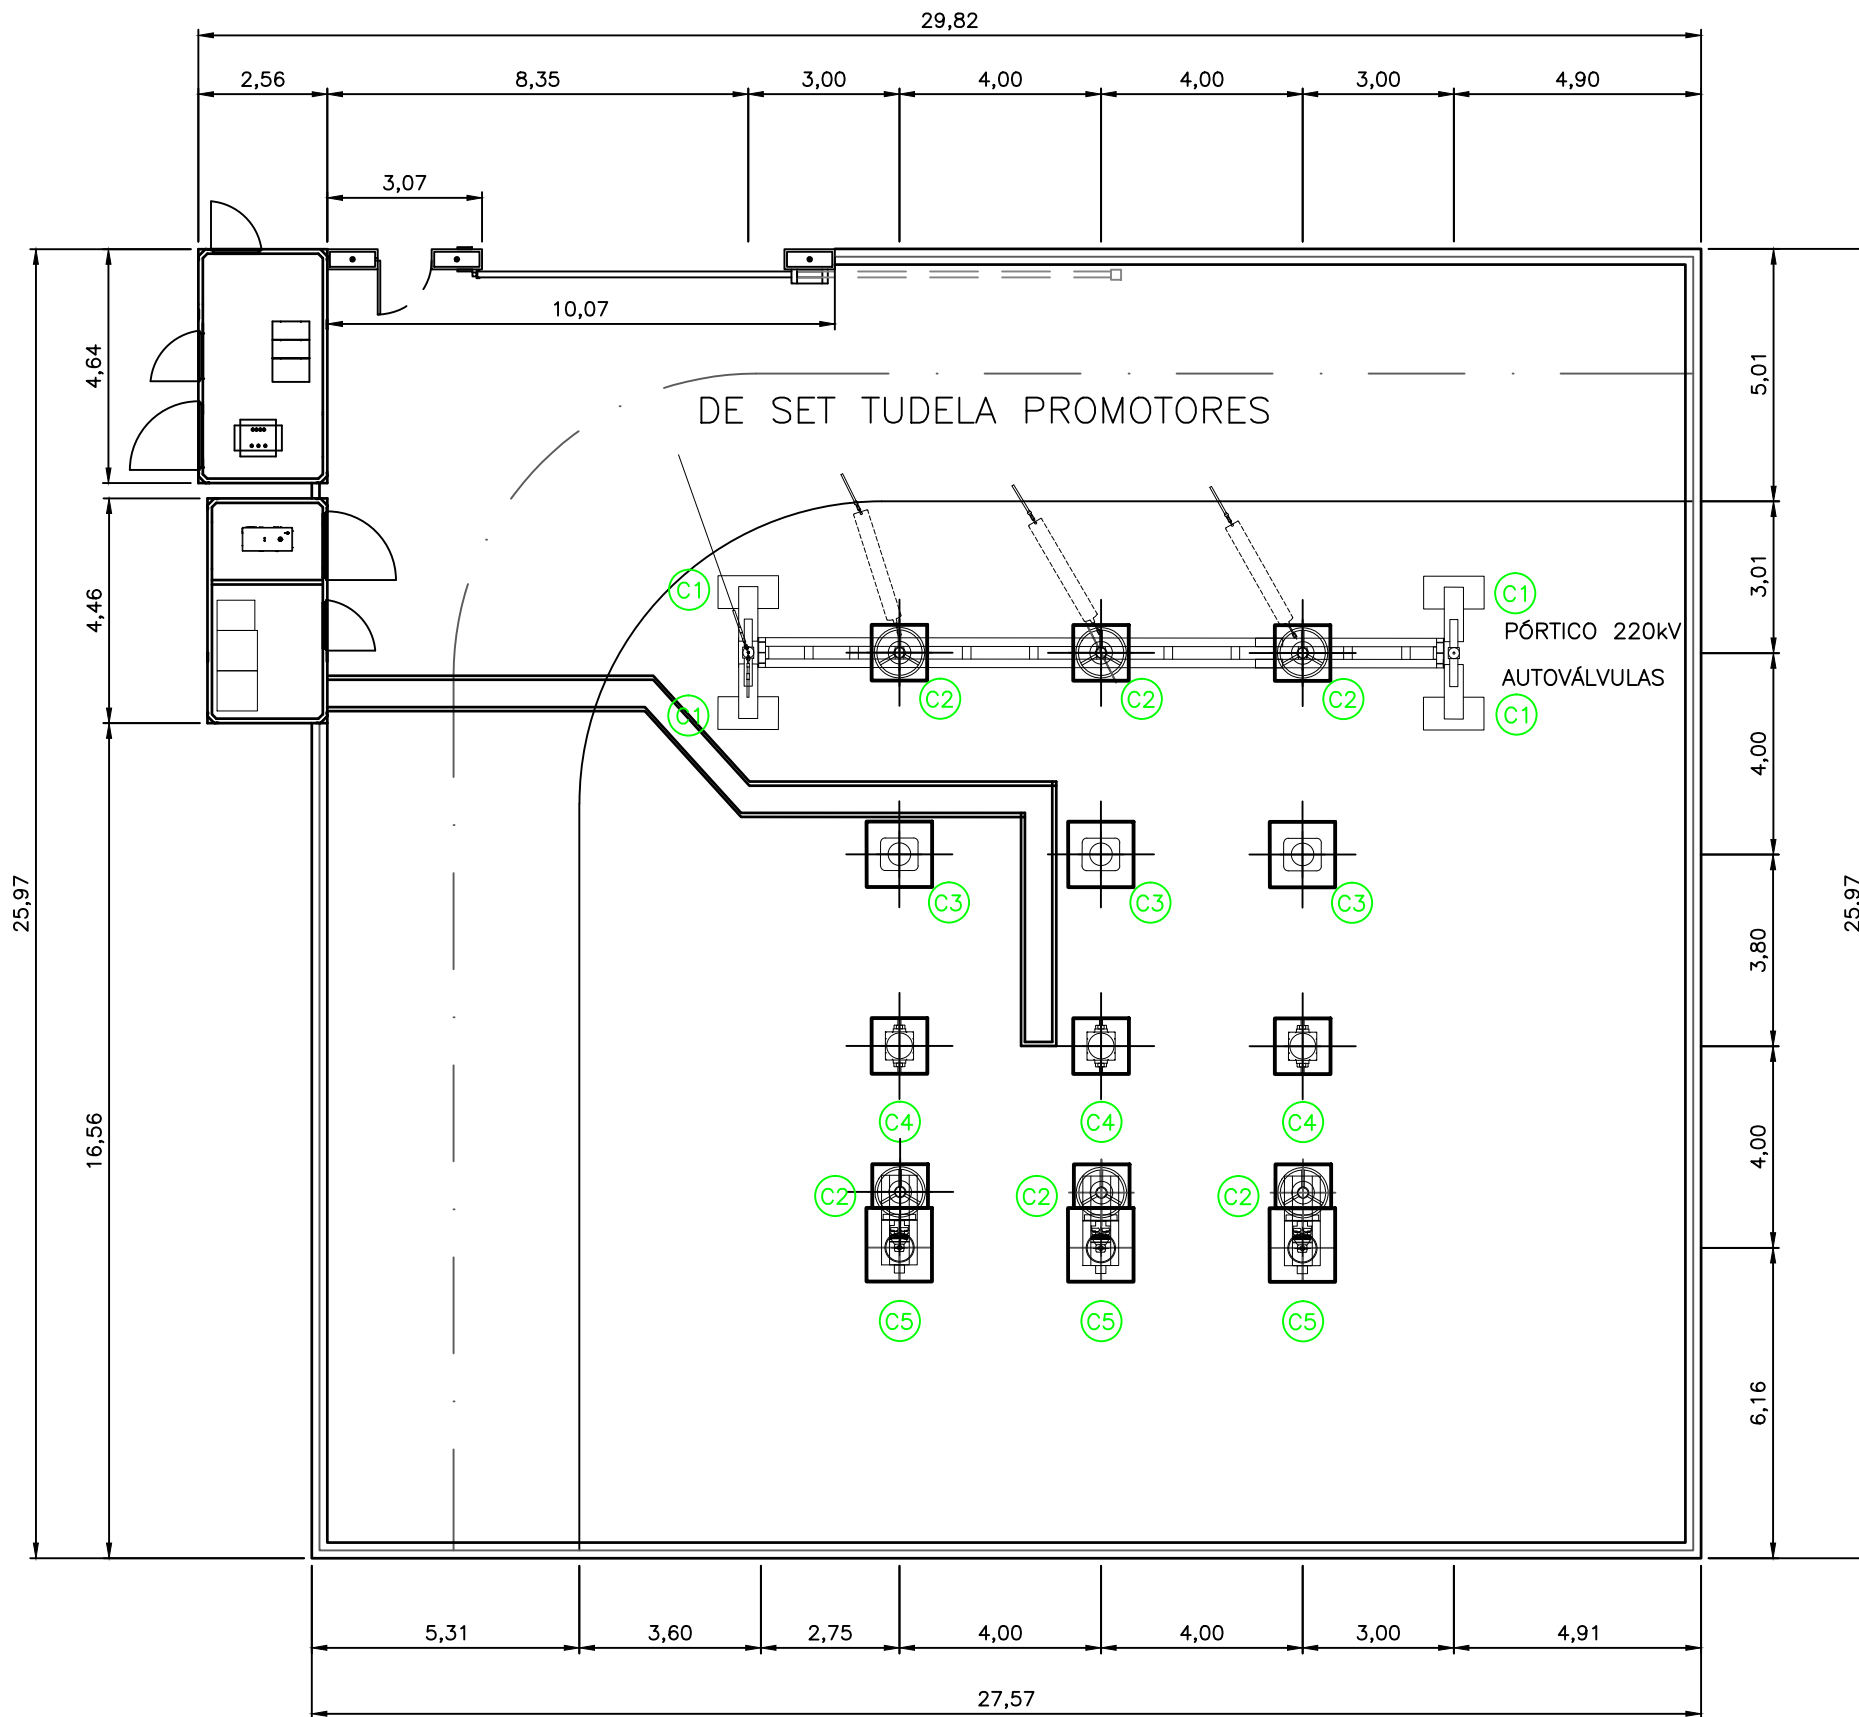 29,82
2,56 8,35 3,00 4,00 4,00 3,00 4,90
3,07
10,07
4,64
5,01
DE SET TUDELA PROMOTORES
4,46
3,01
C1 C1
PÓRTICO 220kV
AUTOVÁLVULAS
C2 C2 C2
C1 C1
4,00
25,97
25,97
C3 C3 C3
3,80
16,56
4,00
C4 C4 C4
C2 C2 C2
C5 C5 C5
6,16
5,31 3,60 2,75 4,00 4,00 3,00 4,91
27,57